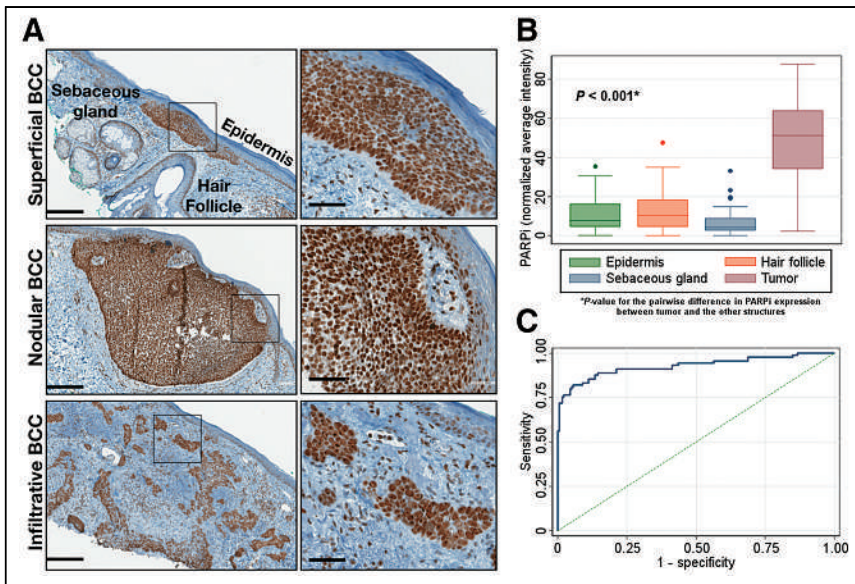 A
Superficial BCC
Sebaceous
gland
Epidermis
Hair
Follicle
Nodular BCC
Infiltrative BCC
B
PARPi (normalized average intensity)
80
60
40
20
0
P < 0.001*
Epidermis
Hair follicle
Sebaceous gland
Tumor
*P-value for the pairwise difference in PARPi expression
between tumor and the other structures
C
Sensitivity
1.00
0.75
0.50
0.25
0
0
0.25
0.50
0.75
1.00
1 - specificity